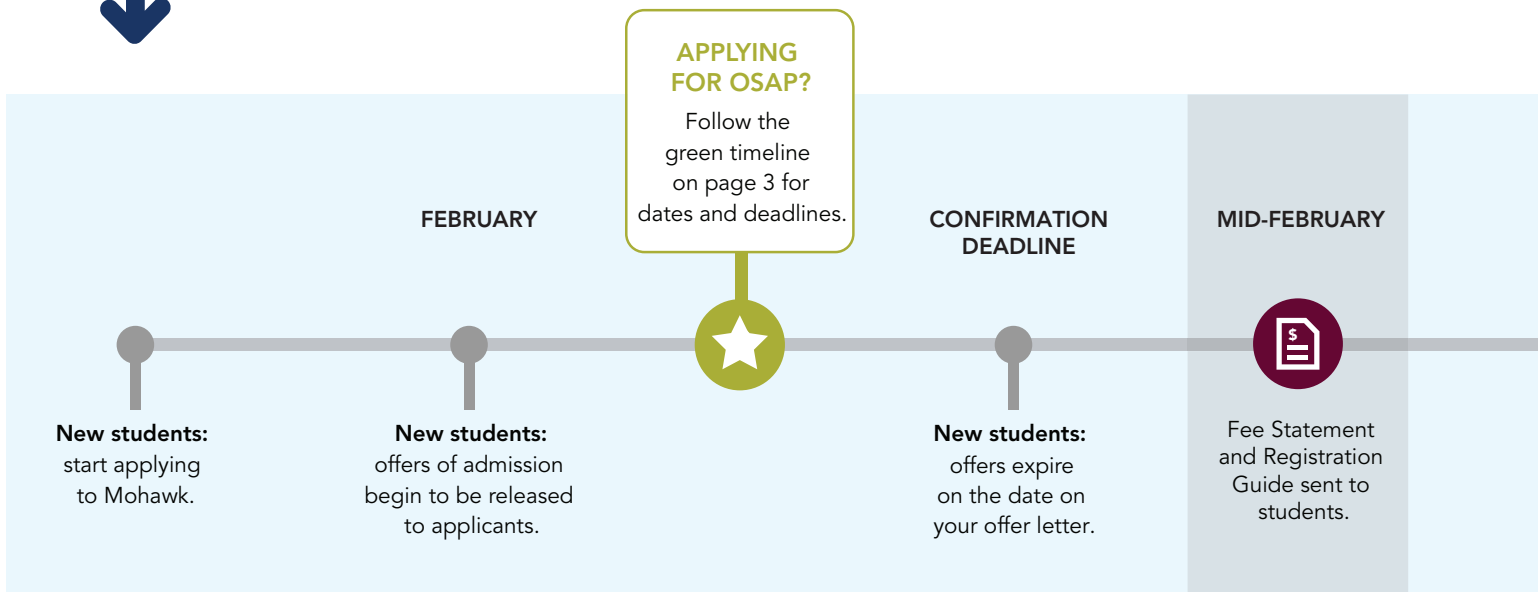 APPLYING
FOR OSAP?
Follow the
green timeline
on page 3 for
dates and deadlines.
FEBRUARY
CONFIRMATION
DEADLINE
MID-FEBRUARY
$
New students:
start applying
to Mohawk.
New students:
offers of admission
begin to be released
to applicants.
New students:
offers expire
on the date on
your offer letter.
Fee Statement
and Registration
Guide sent to
students.